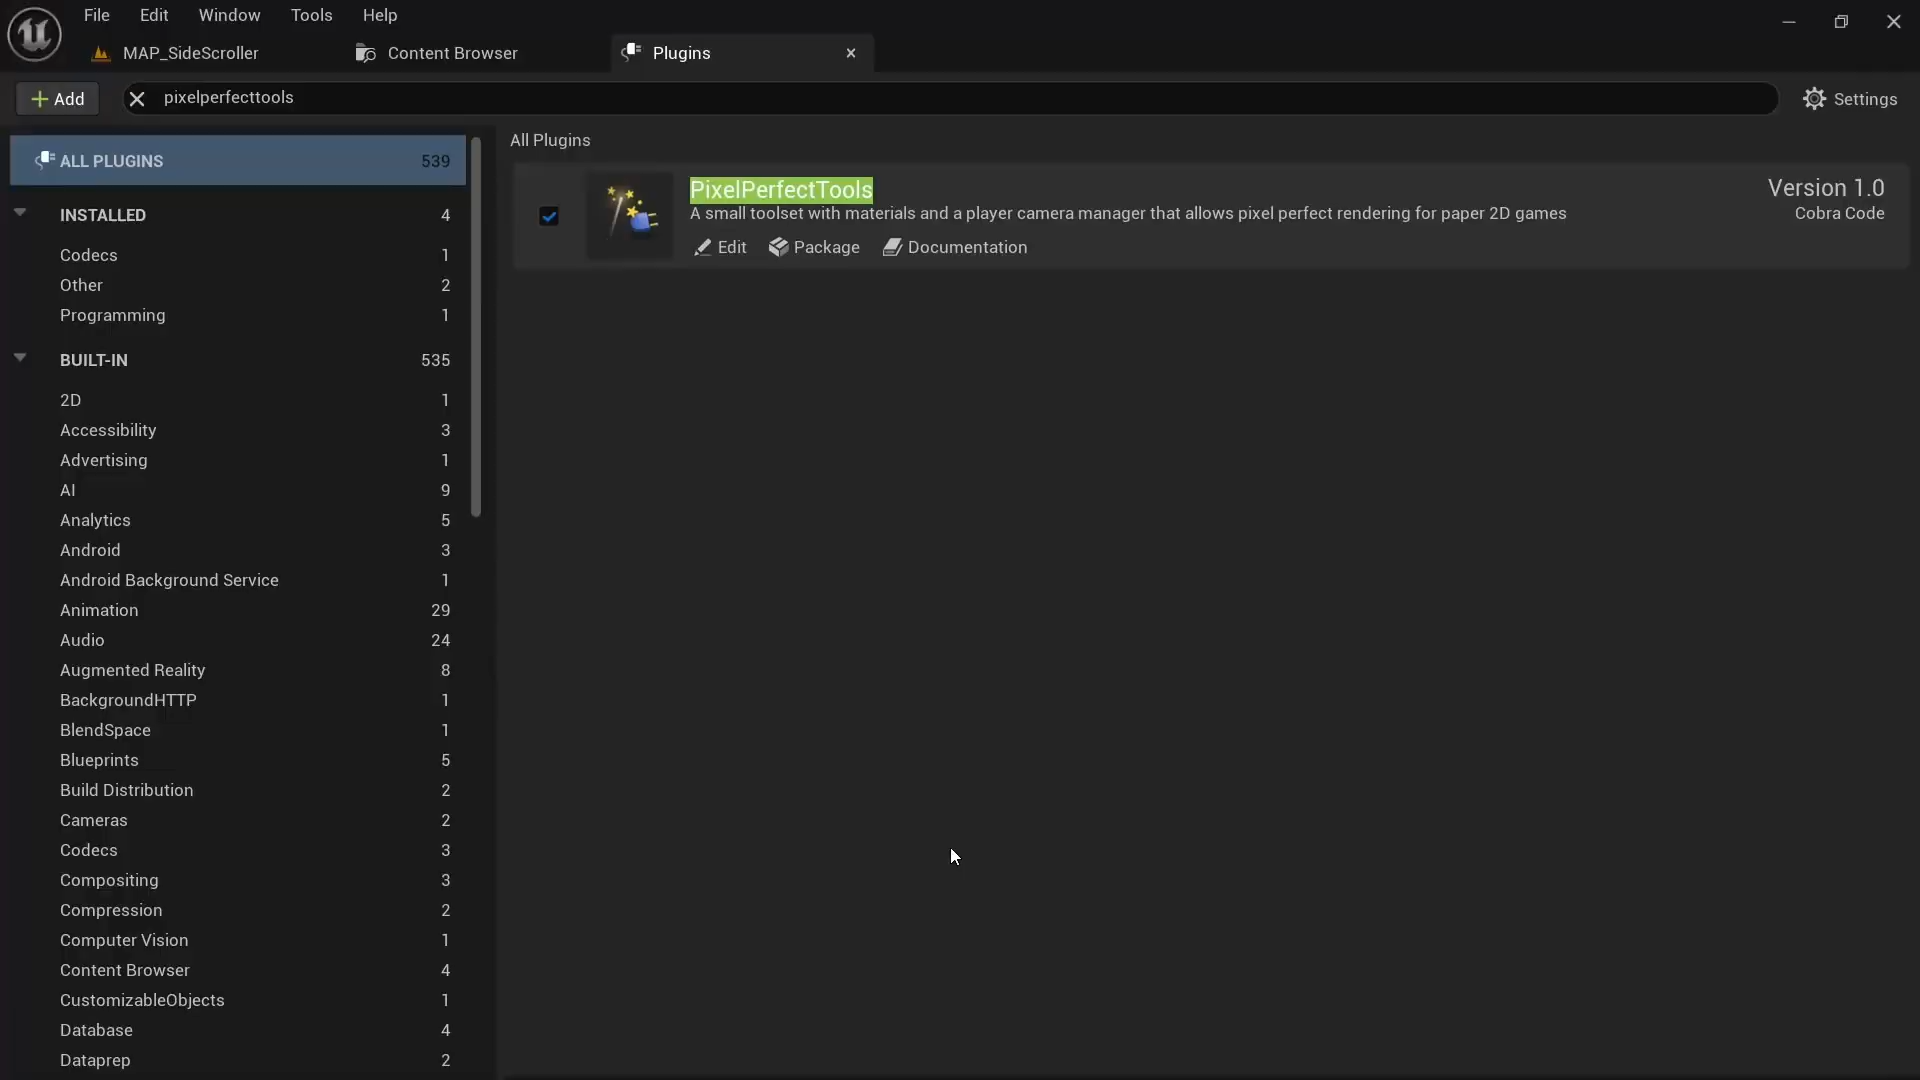 File Edit Window Tools Help
MAP_SideScroller Content Browser Plugins
Add pixelperfecttools Settings
ALL PLUGINS 539
INSTALLED 4
Codecs 1
Other 2
Programming 1
BUILT-IN 535
2D 1
Accessibility 3
Advertising 1
AI 9
Analytics 5
Android 3
Android Background Service 1
Animation 29
Audio 24
Augmented Reality 8
BackgroundHTTP 1
BlendSpace 1
Blueprints 5
Build Distribution 2
Cameras 2
Codecs 3
Compositing 3
Compression 2
Computer Vision 1
Content Browser 4
CustomizableObjects 1
Database 4
Dataprep 2
All Plugins
PixelPerfectTools Version 1.0
A small toolset with materials and a player camera manager that allows pixel perfect rendering for paper 2D games Cobra Code
Edit Package Documentation